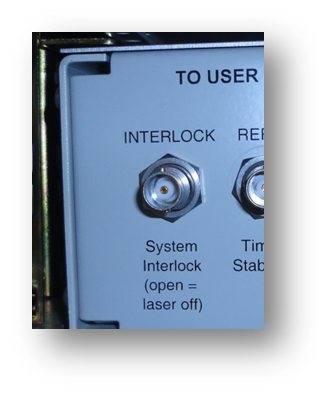 TO USER
INTERLOCK
System
Interlock
(open =
laser off)